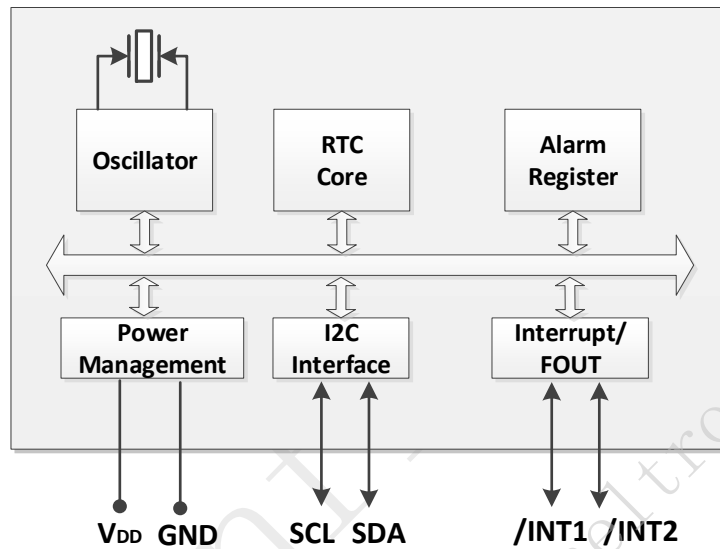 Oscillator
RTC
Core
Alarm
Register
Power
Management
I2C
Interface
Interrupt/
FOUT
VDD GND SCL SDA /INT1 /INT2